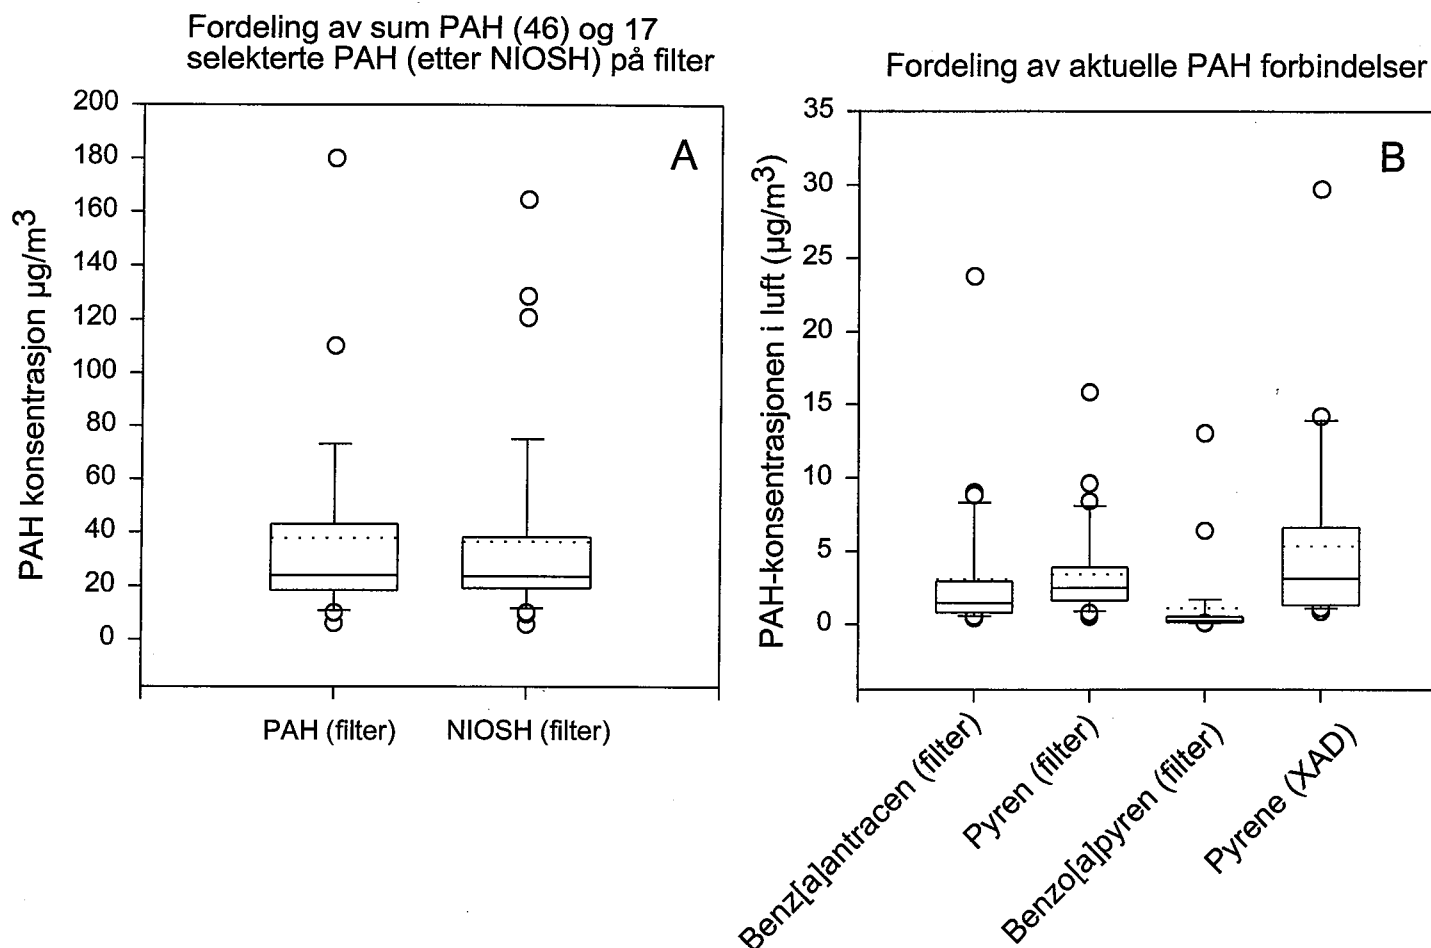 Fordeling av sum PAH (46) og 17
selekterte PAH (etter NIOSH) på filter
A
PAH konsentrasjon µg/m³
200
180
160
140
120
100
80
60
40
20
0
PAH (filter)
NIOSH (filter)
Fordeling av aktuelle PAH forbindelser
B
PAH-konsentrasjonen i luft (µg/m³)
35
30
25
20
15
10
5
0
Benz[a]antracen (filter)
Pyren (filter)
Benzo[a]pyren (filter)
Pyrene (XAD)